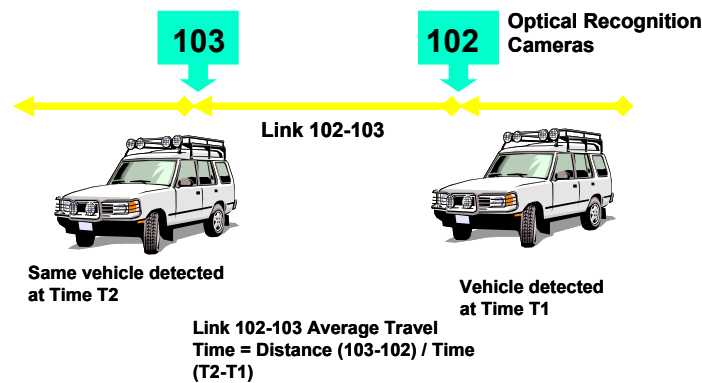 103
102
Optical Recognition
Cameras
Link 102-103
Same vehicle detected
at Time T2
Vehicle detected
at Time T1
Link 102-103 Average Travel
Time = Distance (103-102) / Time
(T2-T1)